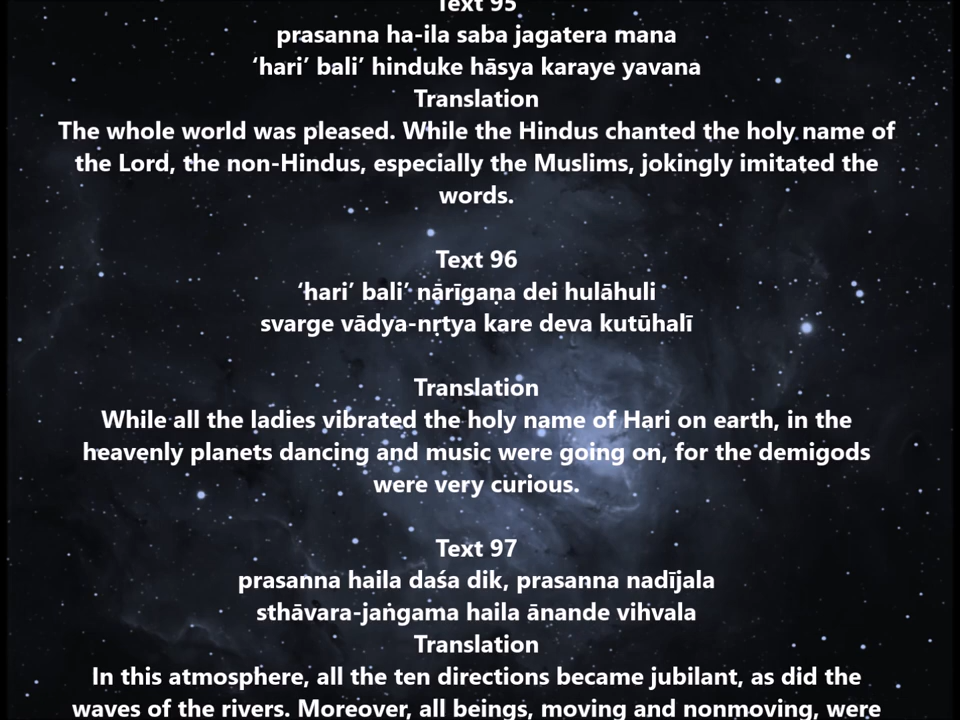 Text 95
prasanna ha-ila saba jagatera mana
‘hari’ bali’ hinduke hāsya karaye yavana
Translation
The whole world was pleased. While the Hindus chanted the holy name of
the Lord, the non-Hindus, especially the Muslims, jokingly imitated the
words.
Text 96
‘hari’ bali’ nārīgaṇa dei hulāhuli
svarge vādya-nṛtya kare deva kutūhalī
Translation
While all the ladies vibrated the holy name of Hari on earth, in the
heavenly planets dancing and music were going on, for the demigods
were very curious.
Text 97
prasanna haila daśa dik, prasanna nadījala
sthāvara-jaṅgama haila ānande vihvala
Translation
In this atmosphere, all the ten directions became jubilant, as did the
waves of the rivers. Moreover, all beings, moving and nonmoving, were